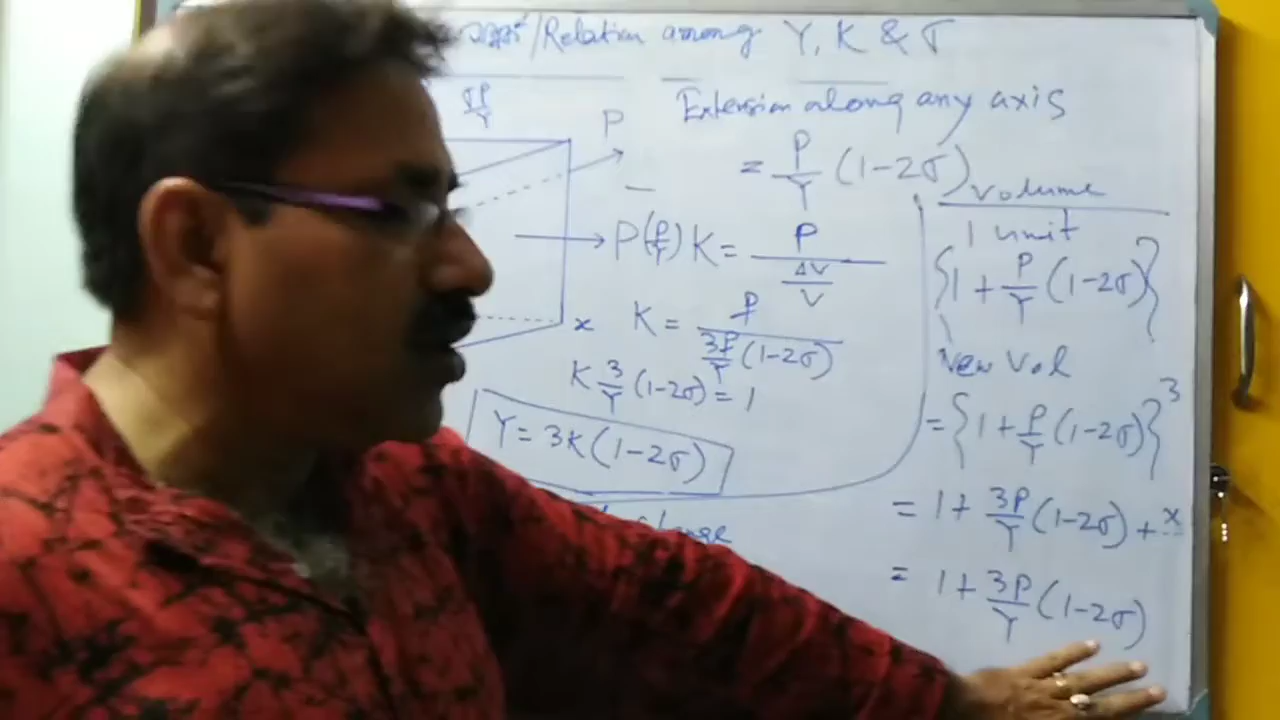 /Relation among Y, K & σ
σP/Y
P
Extension along any axis
= P/Y (1-2σ)
P(P/Y)
K = P/(ΔV/V)
x
K = P/(3P/Y (1-2σ))
K 3/Y (1-2σ) = 1
Y = 3K(1-2σ)
Volume
1 unit
{1 + P/Y (1-2σ)}
New Vol
= {1 + P/Y (1-2σ)}³
= 1 + 3P/Y (1-2σ) + x
= 1 + 3P/Y (1-2σ)